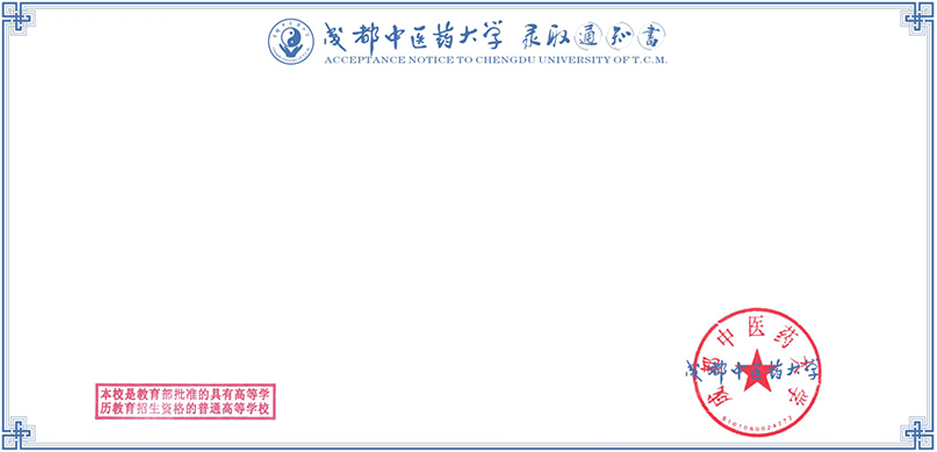 成都中医药大学 录取通知书
ACCEPTANCE NOTICE TO CHENGDU UNIVERSITY OF T.C.M.
成都中医药大学
成都中医药大学
本校是教育部批准的具有高等学
历教育招生资格的普通高等学校